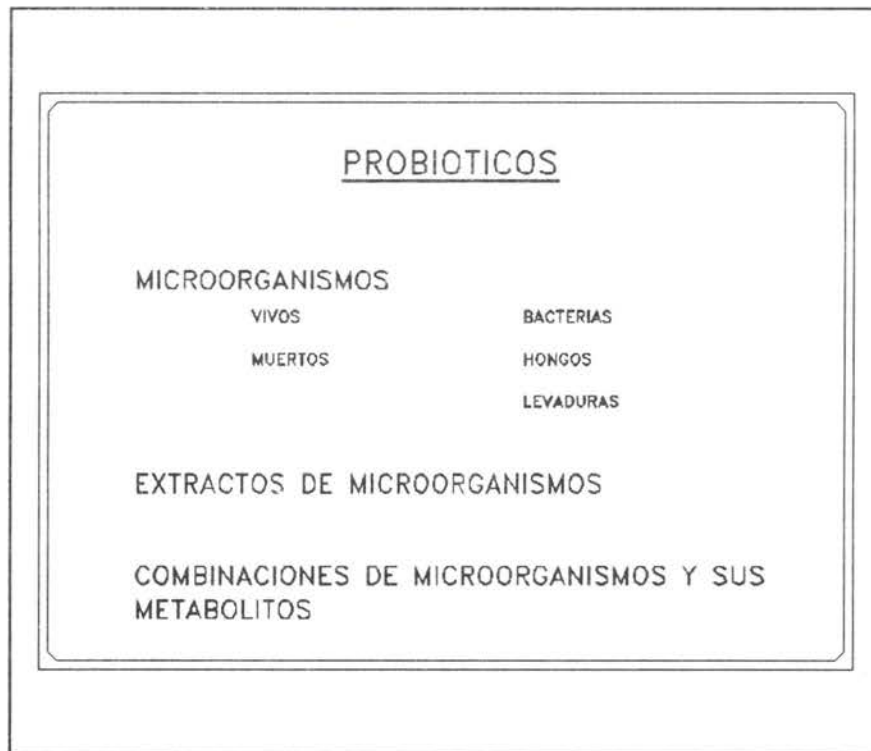 PROBIOTICOS
MICROORGANISMOS
VIVOS BACTERIAS
MUERTOS HONGOS
LEVADURAS
EXTRACTOS DE MICROORGANISMOS
COMBINACIONES DE MICROORGANISMOS Y SUS
METABOLITOS